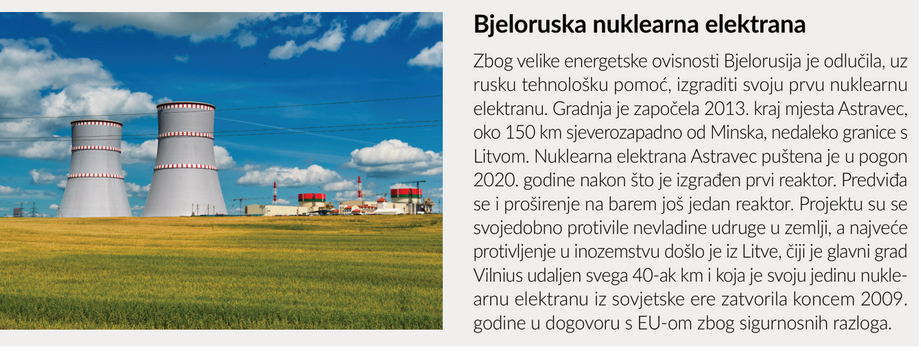 Bjeloruska nuklearna elektrana
Zbog velike energetske ovisnosti Bjelorusija je odlučila, uz
rusku tehnološku pomoć, izgraditi svoju prvu nuklearnu
elektranu. Gradnja je započela 2013. kraj mjesta Astravec,
oko 150 km sjeverozapadno od Minska, nedaleko granice s
Litvom. Nuklearna elektrana Astravec puštena je u pogon
2020. godine nakon što je izgrađen prvi reaktor. Predviđa
se i proširenje na barem još jedan reaktor. Projektu su se
svojedobno protivile nevladine udruge u zemlji, a najveće
protivljenje u inozemstvu došlo je iz Litve, čiji je glavni grad
Vilnius udaljen svega 40-ak km i koja je svoju jedinu nukle-
arnu elektranu iz sovjetske ere zatvorila koncem 2009.
godine u dogovoru s EU-om zbog sigurnosnih razloga.